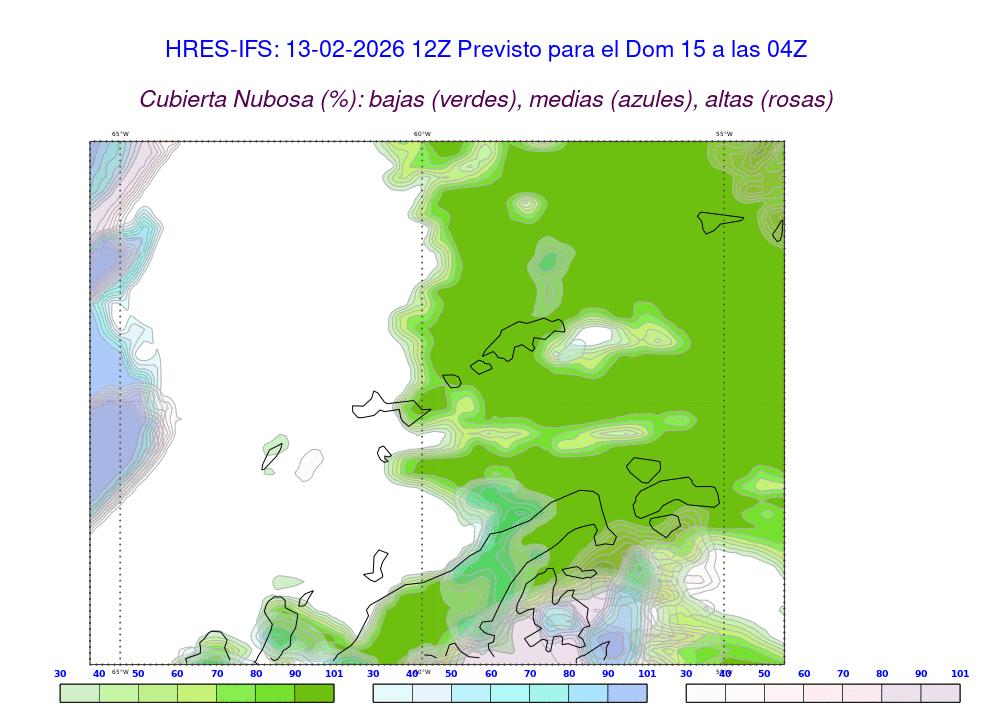 HRES-IFS: 13-02-2026 12Z Previsto para el Dom 15 a las 04Z
Cubierta Nubosa (%): bajas (verdes), medias (azules), altas (rosas)
65°W 60°W 55°W
65°W
30 40 50 60 70 80 90 101 30 40 50 60 70 80 90 101 30 40 50 60 70 80 90 101